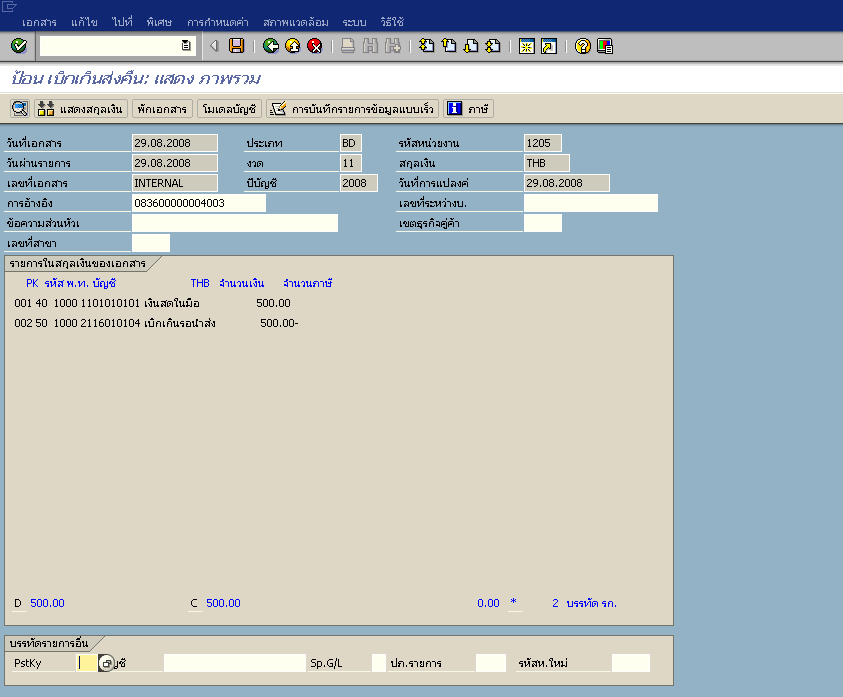 เอกสาร แก้ไข ไปที่ พิเศษ การกำหนดค่า สภาพแวดล้อม ระบบ วิธีใช้
ป้อน เบิกเกินส่งคืน: แสดง ภาพรวม
แสดงสกุลเงิน พักเอกสาร โมเดลบัญชี การบันทึกรายการข้อมูลแบบเร็ว ภาษี
วันที่เอกสาร 29.08.2008 ประเภท BD รหัสหน่วยงาน 1205
วันผ่านรายการ 29.08.2008 งวด 11 สกุลเงิน THB
เลขที่เอกสาร INTERNAL ปีบัญชี 2008 วันที่การแปลงค่ 29.08.2008
การอ้างอิง 083600000004003 เลขที่ระหว่างบ.
ข้อความส่วนหัวเ เขตธุรกิจคู่ค้า
เลขที่สาขา
รายการในสกุลเงินของเอกสาร
PK รหัส พ.ท. บัญชี THB จำนวนเงิน จำนวนภาษี
001 40 1000 1101010101 เงินสดในมือ 500.00
002 50 1000 2116010104 เบิกเกินรอนำส่ง 500.00-
D 500.00 C 500.00 0.00 * 2 บรรทัด รก.
บรรทัดรายการอื่น
PstKy ญชี Sp.G/L ปภ.รายการ รหัสห.ใหม่